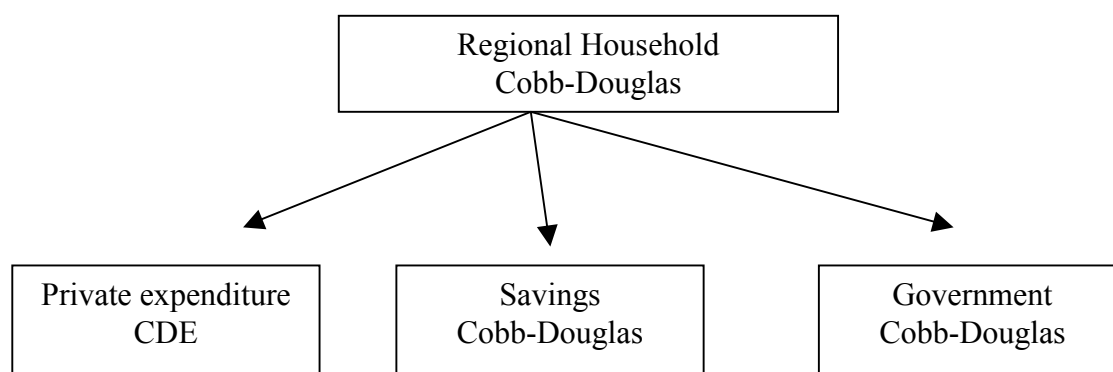 Regional Household
Cobb-Douglas
Private expenditure
CDE
Savings
Cobb-Douglas
Government
Cobb-Douglas